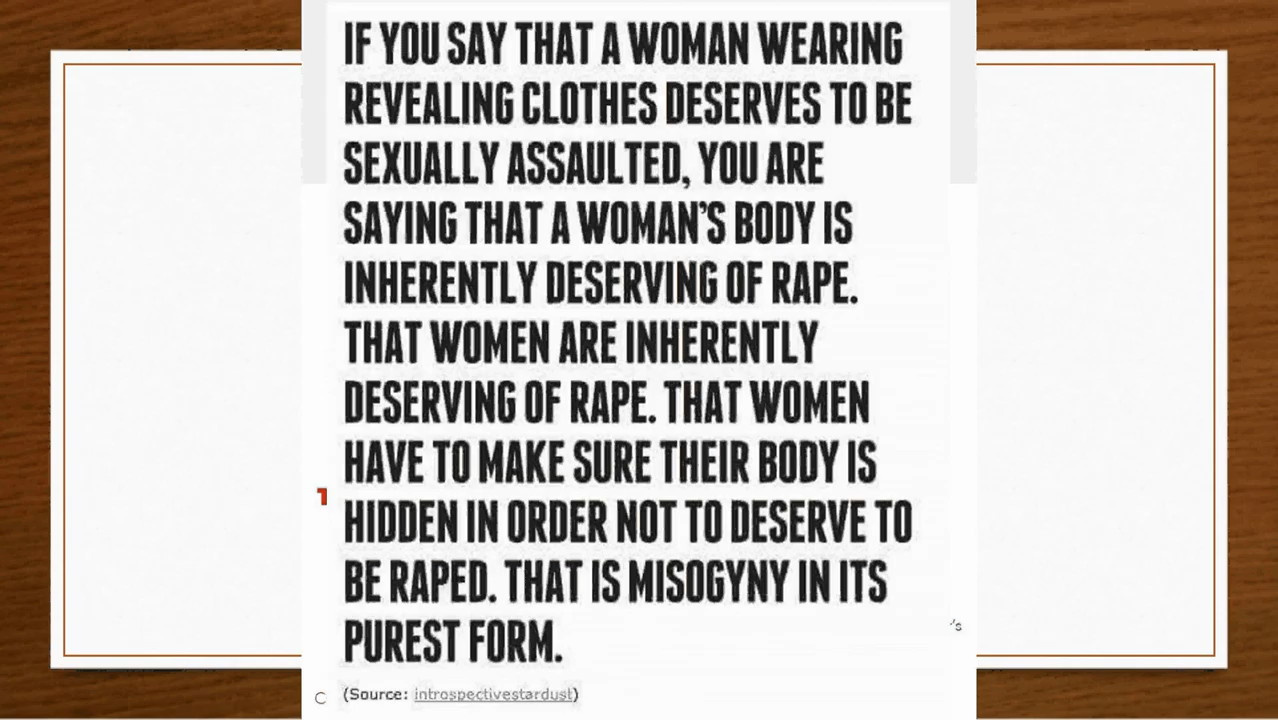 IF YOU SAY THAT A WOMAN WEARING
REVEALING CLOTHES DESERVES TO BE
SEXUALLY ASSAULTED, YOU ARE
SAYING THAT A WOMAN'S BODY IS
INHERENTLY DESERVING OF RAPE.
THAT WOMEN ARE INHERENTLY
DESERVING OF RAPE. THAT WOMEN
HAVE TO MAKE SURE THEIR BODY IS
HIDDEN IN ORDER NOT TO DESERVE TO
BE RAPED. THAT IS MISOGYNY IN ITS
PUREST FORM.
(Source: introspectivestardust)